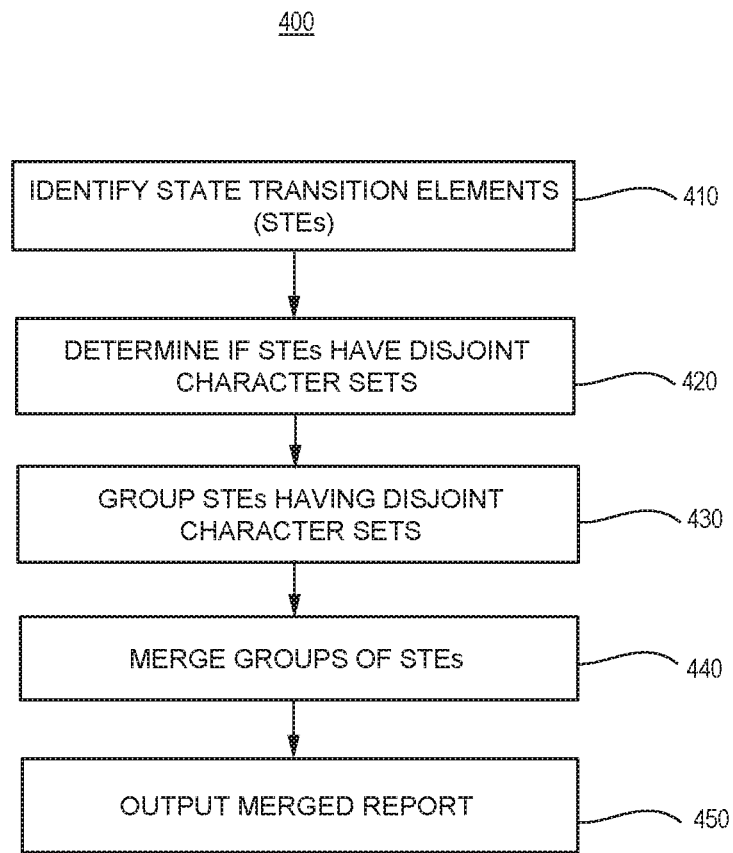 400
IDENTIFY STATE TRANSITION ELEMENTS
(STEs)
410
DETERMINE IF STEs HAVE DISJOINT
CHARACTER SETS
420
GROUP STEs HAVING DISJOINT
CHARACTER SETS
430
MERGE GROUPS OF STEs
440
OUTPUT MERGED REPORT
450